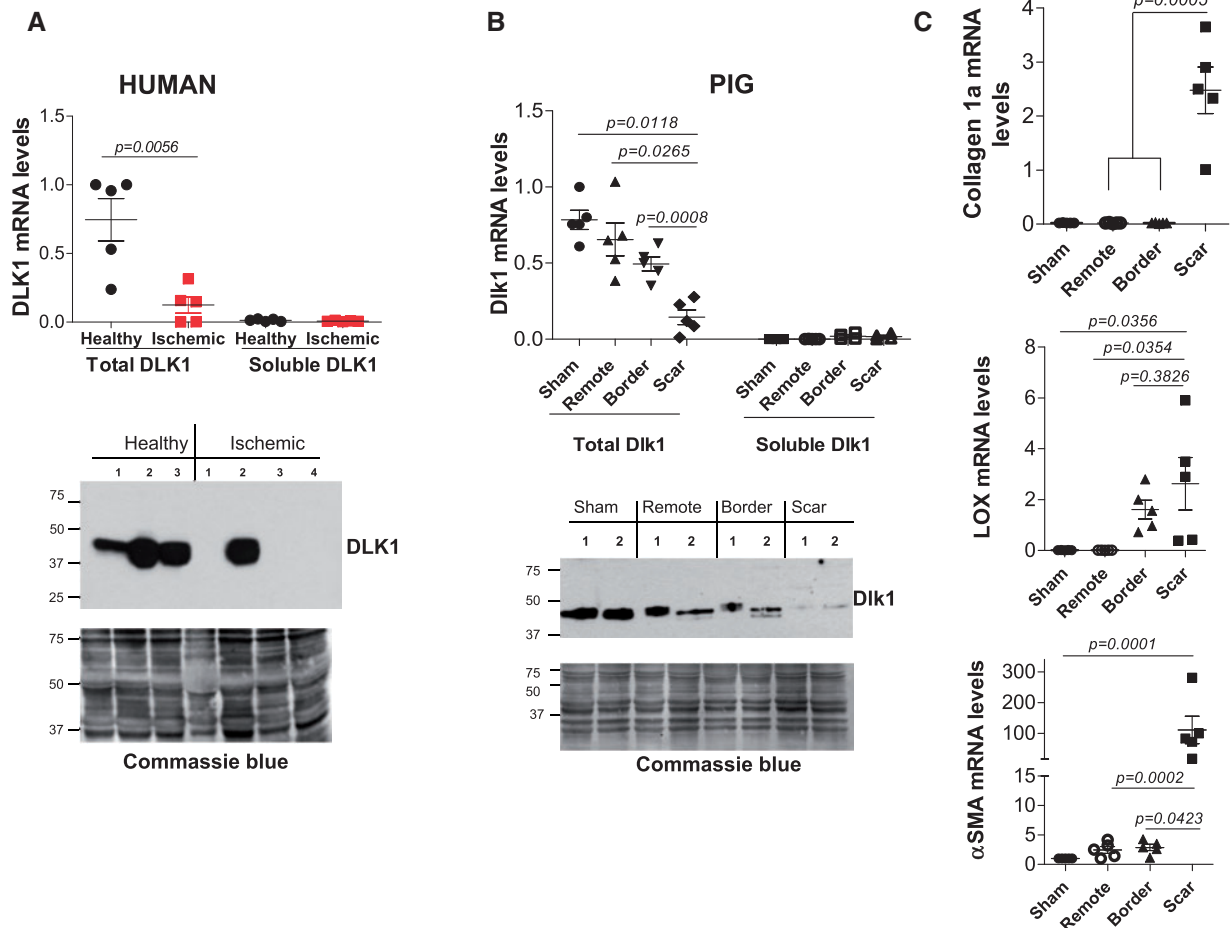 A
HUMAN
DLK1 mRNA levels
1.5
1.0
0.5
0.0
p=0.0056
Healthy Ischemic Healthy Ischemic
Total DLK1 Soluble DLK1
Healthy Ischemic
1 2 3 1 2 3 4
75
50
37
25
DLK1
75
50
37
Commassie blue
B
PIG
Dlk1 mRNA levels
1.5
1.0
0.5
0.0
p=0.0118
p=0.0265
p=0.0008
Sham Remote Border Scar Sham Remote Border Scar
Total Dlk1 Soluble Dlk1
Sham Remote Border Scar
1 2 1 2 1 2 1 2
75
50
37
Dlk1
75
50
37
Commassie blue
C
Collagen 1a mRNA
levels
4
3
2
1
0
Sham Remote Border Scar
LOX mRNA levels
8
6
4
2
0
p=0.0356
p=0.0354
p=0.3826
Sham Remote Border Scar
αSMA mRNA levels
300
200
100
15
10
5
0
p=0.0001
p=0.0002
p=0.0423
Sham Remote Border Scar